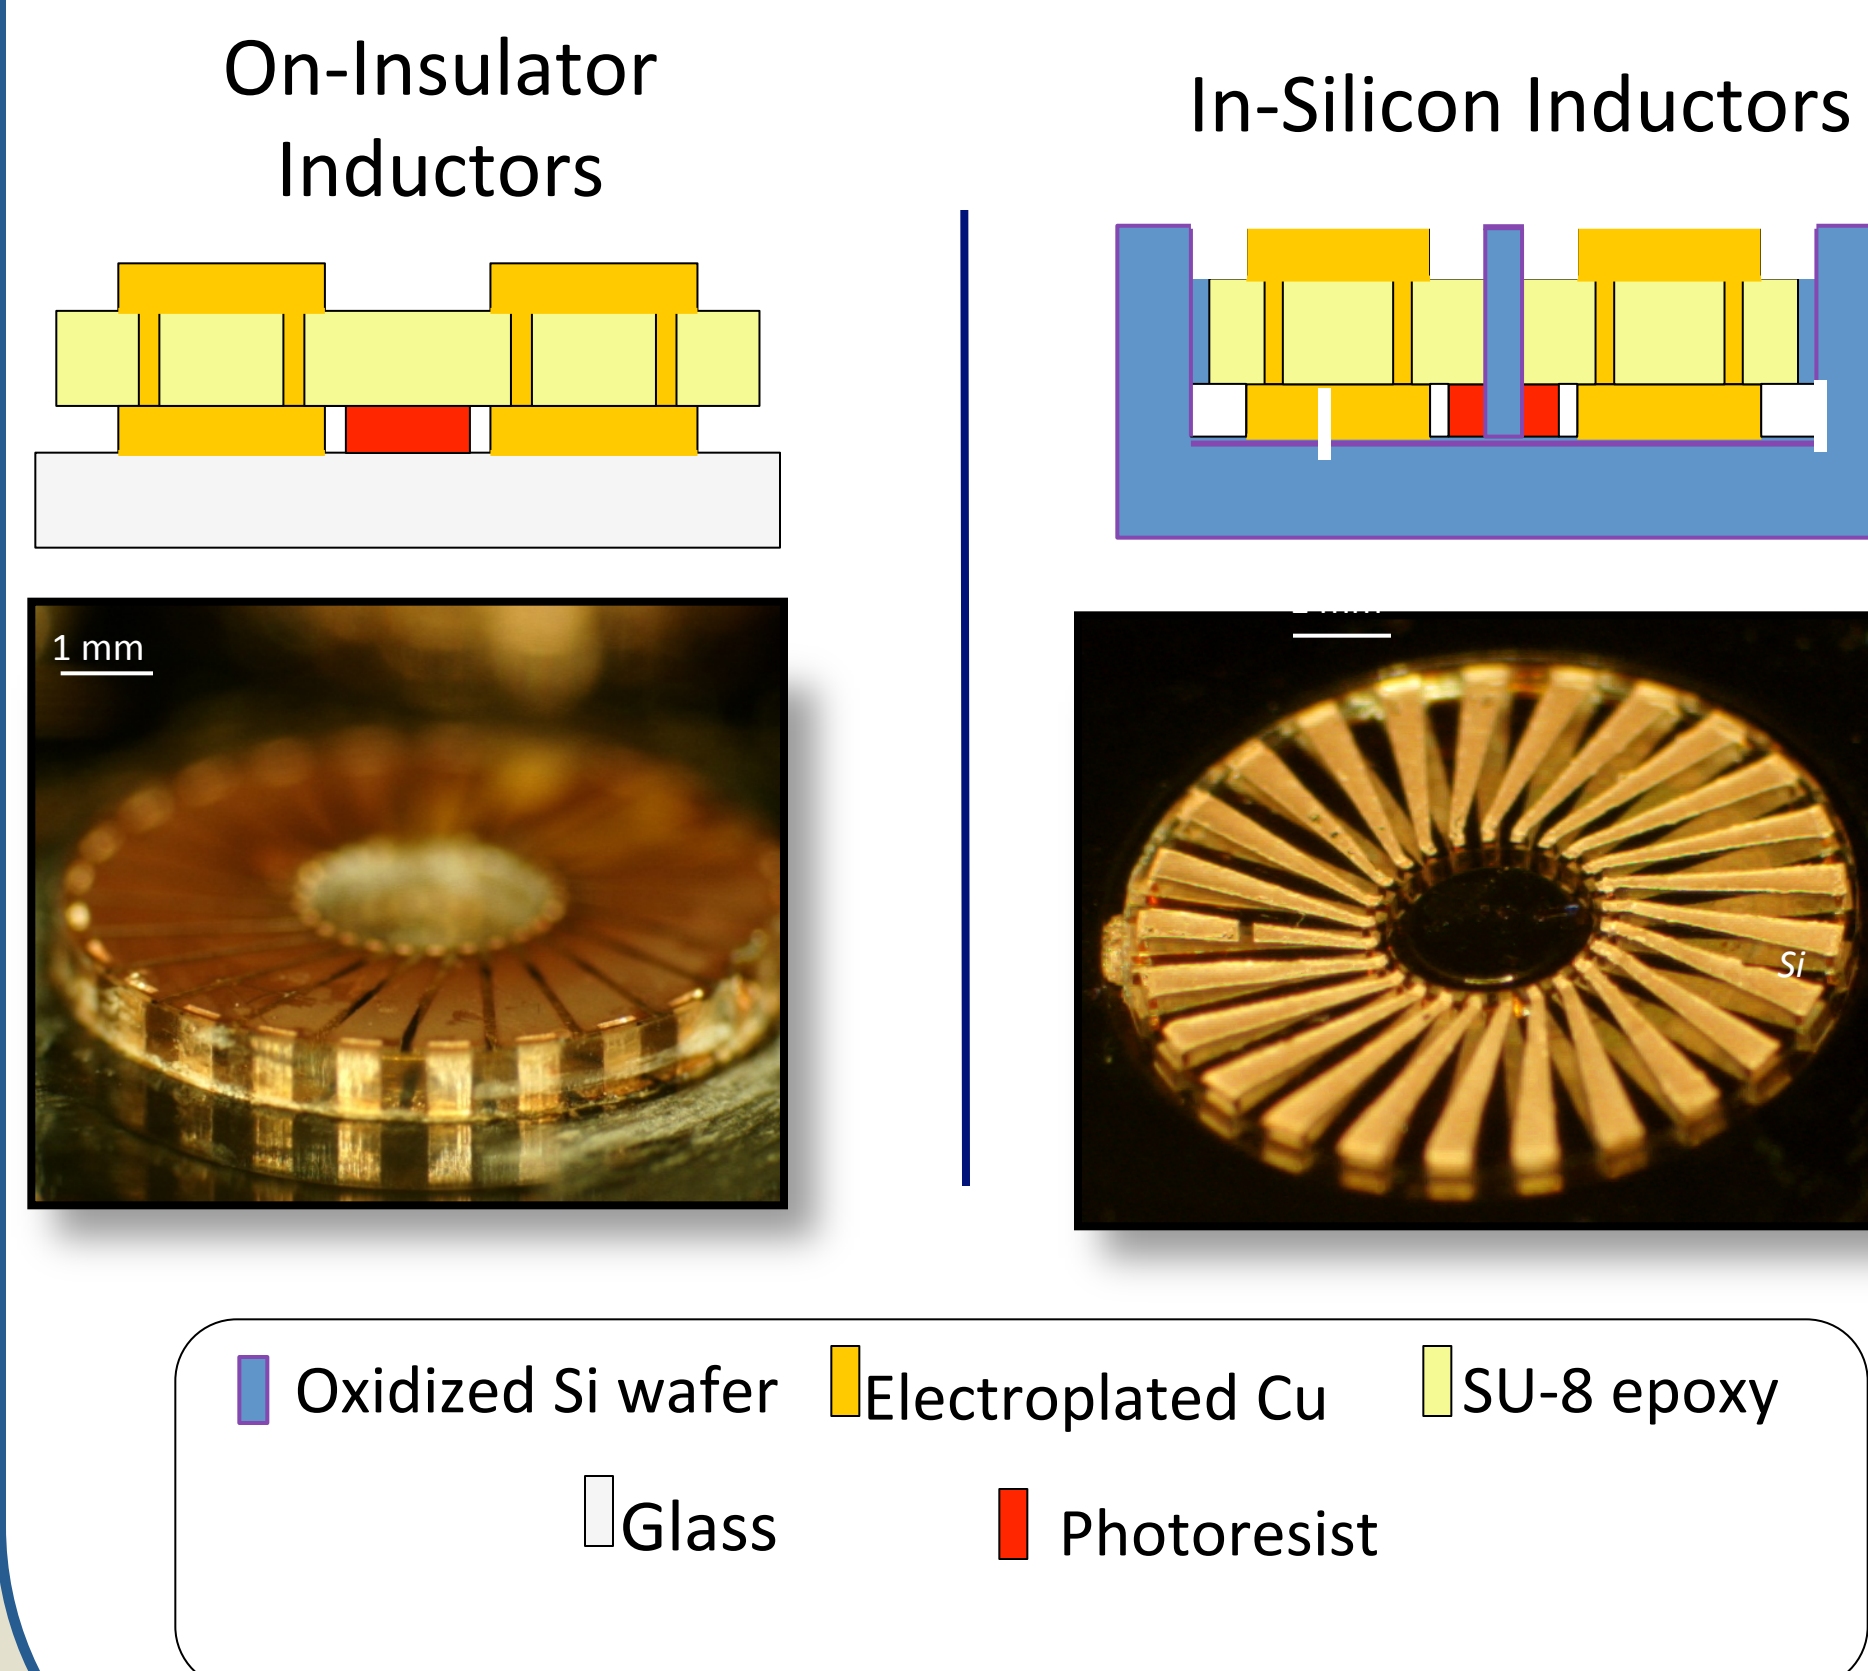 On-Insulator
Inductors
In-Silicon Inductors
1 mm
Si
Oxidized Si wafer
Electroplated Cu
SU-8 epoxy
Glass
Photoresist